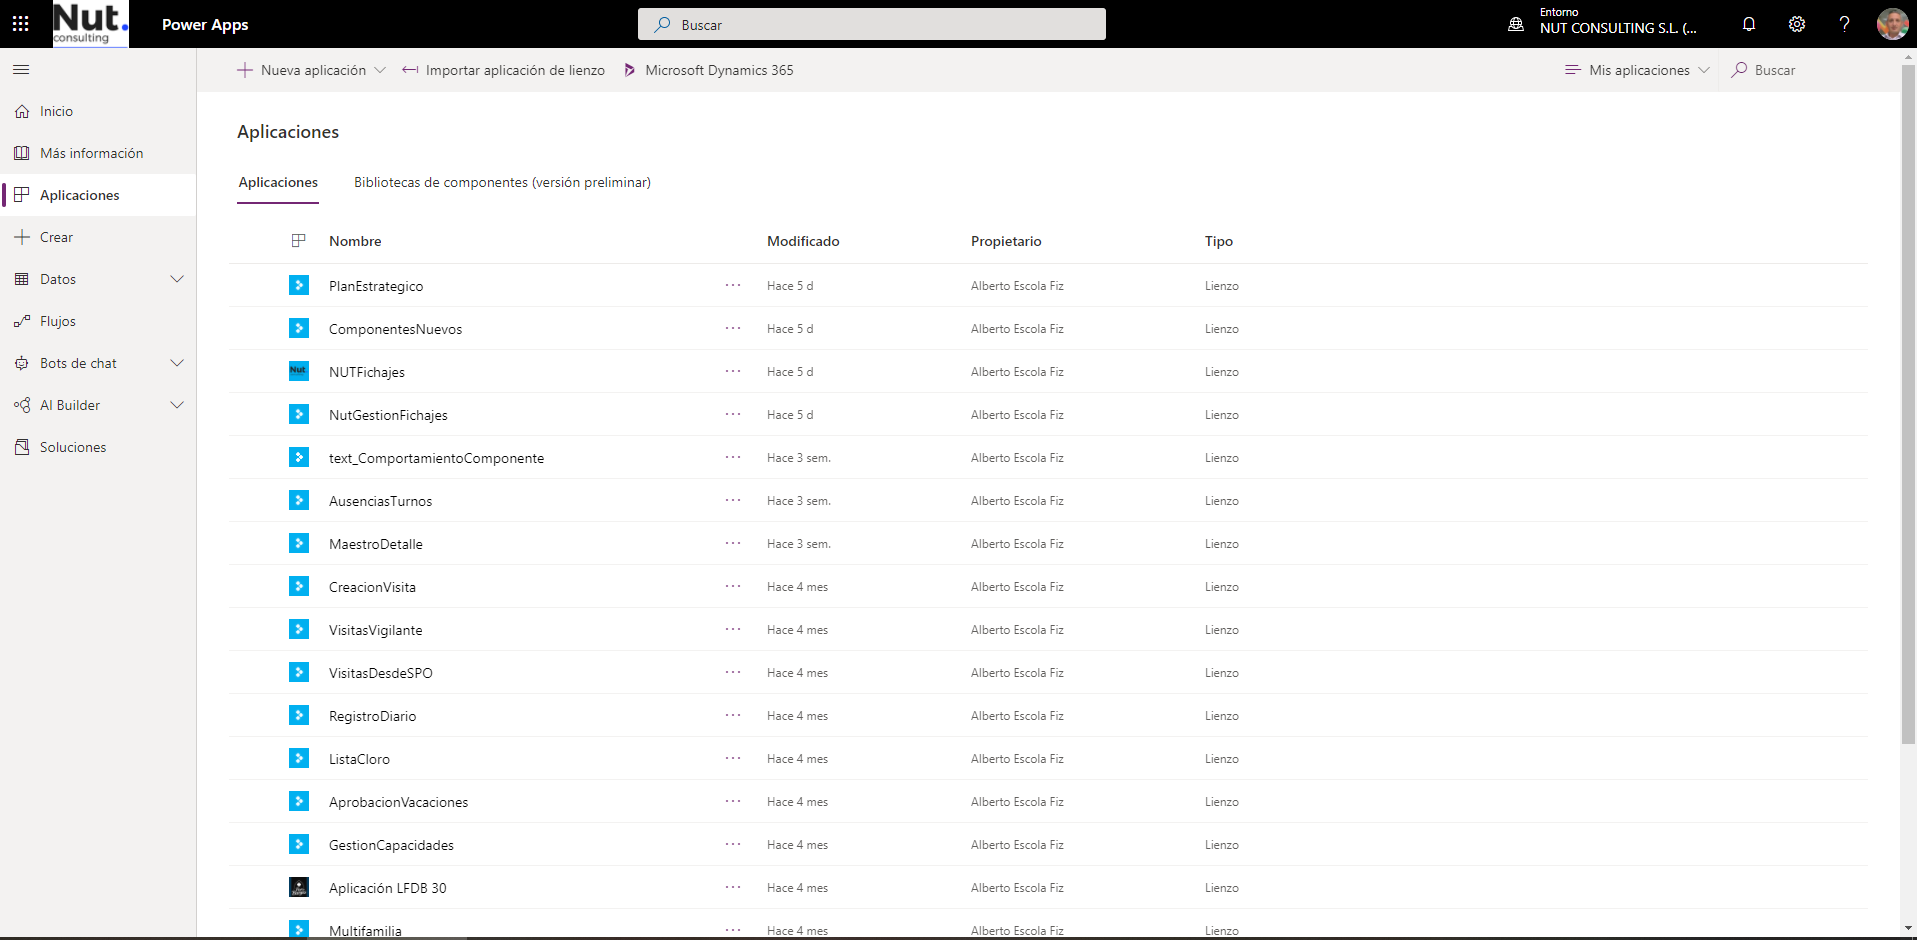 Nut.
consulting
Power Apps
Buscar
Entorno
NUT CONSULTING S.L. (...
?
Nueva aplicación
Importar aplicación de lienzo
Microsoft Dynamics 365
Mis aplicaciones
Buscar
Inicio
Más información
Aplicaciones
Crear
Datos
Flujos
Bots de chat
AI Builder
Soluciones
Aplicaciones
Aplicaciones Bibliotecas de componentes (versión preliminar)
Nombre Modificado Propietario Tipo
PlanEstrategico ... Hace 5 d Alberto Escola Fiz Lienzo
ComponentesNuevos ... Hace 5 d Alberto Escola Fiz Lienzo
Nut NUTFichajes ... Hace 5 d Alberto Escola Fiz Lienzo
NutGestionFichajes ... Hace 5 d Alberto Escola Fiz Lienzo
text_ComportamientoComponente ... Hace 3 sem. Alberto Escola Fiz Lienzo
AusenciasTurnos ... Hace 3 sem. Alberto Escola Fiz Lienzo
MaestroDetalle ... Hace 3 sem. Alberto Escola Fiz Lienzo
CreacionVisita ... Hace 4 mes Alberto Escola Fiz Lienzo
VisitasVigilante ... Hace 4 mes Alberto Escola Fiz Lienzo
VisitasDesdeSPO ... Hace 4 mes Alberto Escola Fiz Lienzo
RegistroDiario ... Hace 4 mes Alberto Escola Fiz Lienzo
ListaCloro ... Hace 4 mes Alberto Escola Fiz Lienzo
AprobacionVacaciones ... Hace 4 mes Alberto Escola Fiz Lienzo
GestionCapacidades ... Hace 4 mes Alberto Escola Fiz Lienzo
Aplicación LFDB 30 ... Hace 4 mes Alberto Escola Fiz Lienzo
Multifamilia ... Hace 4 mes Alberto Escola Fiz Lienzo